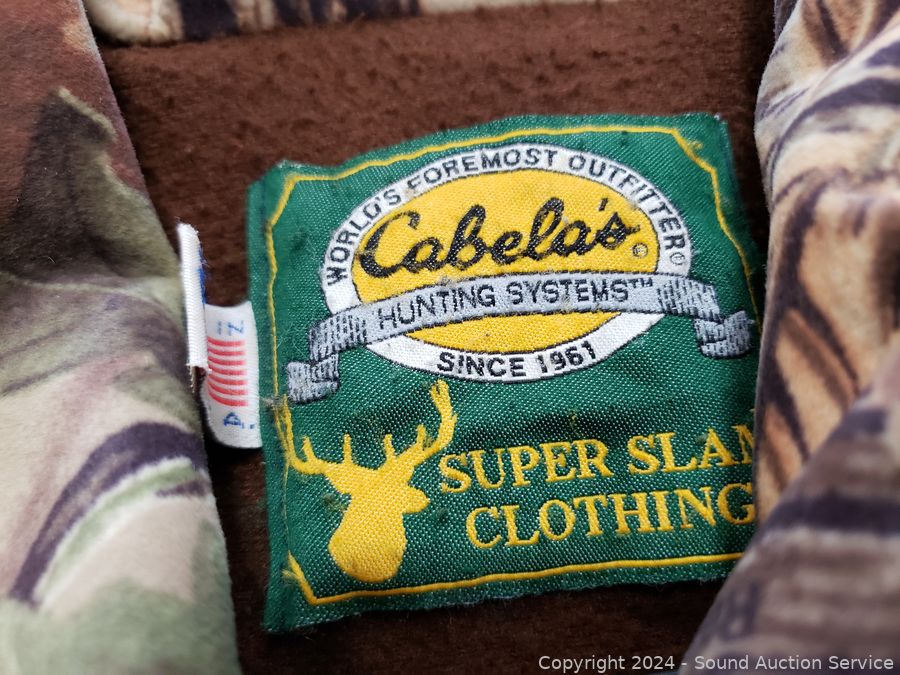 WORLD'S FOREMOST OUTFITTER®
Cabela's®
HUNTING SYSTEMS™
SINCE 1961
SUPER SLAM
CLOTHING
Copyright 2024 - Sound Auction Service